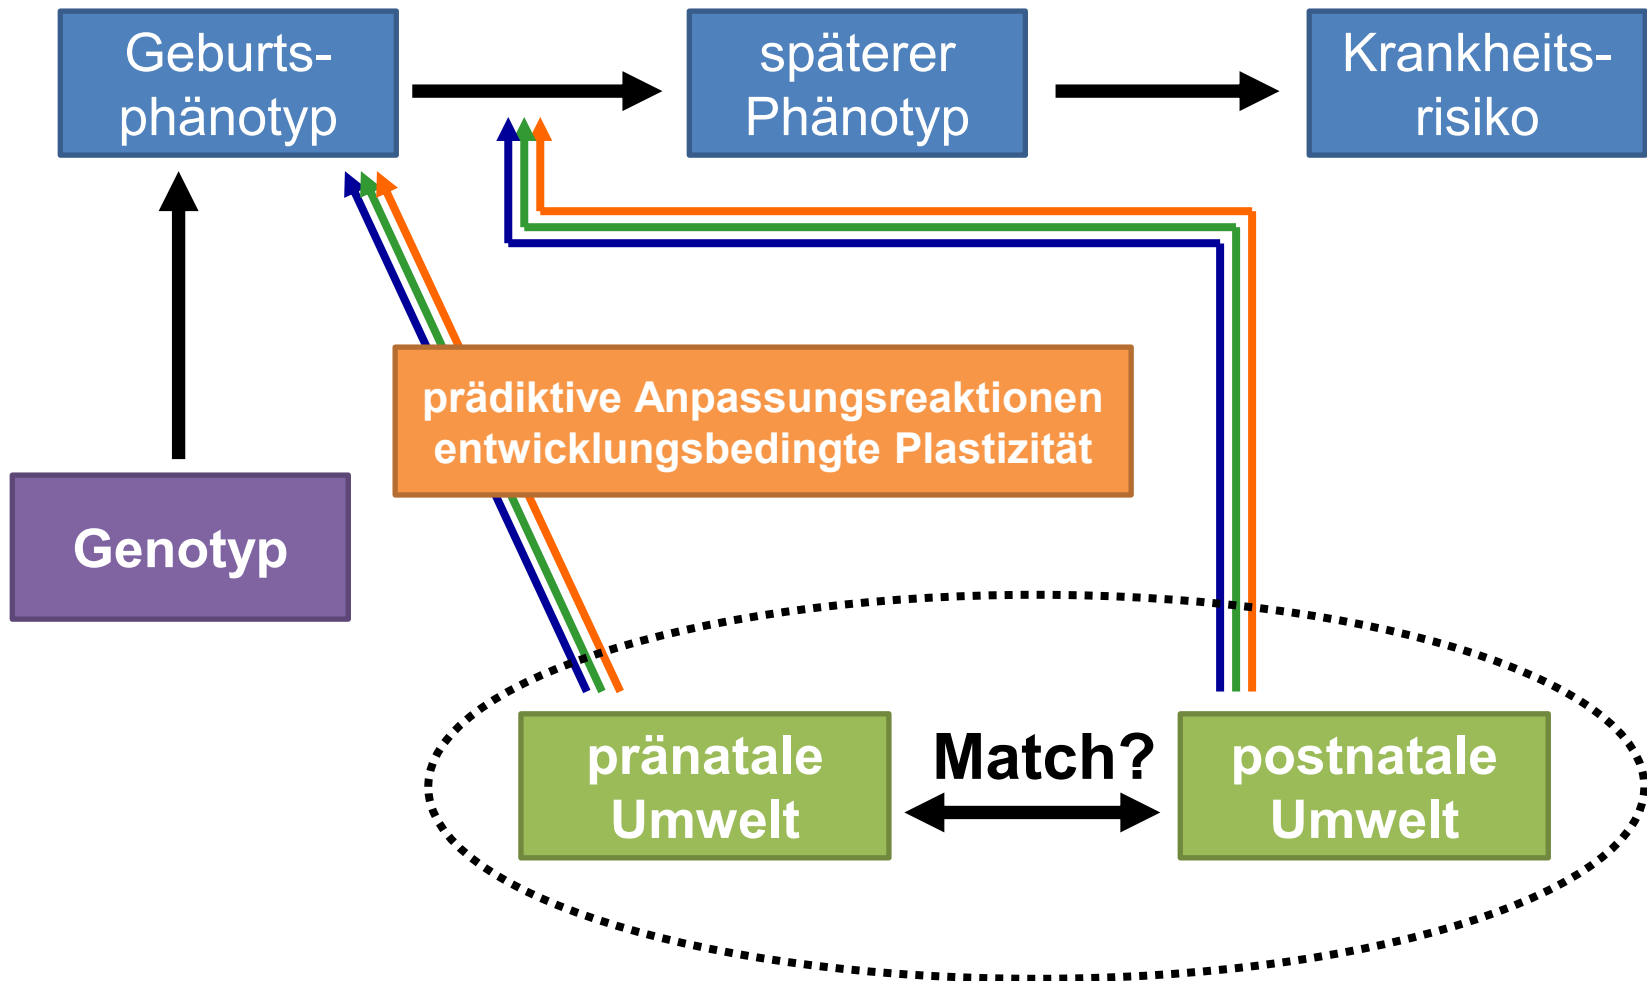 Geburts-
phänotyp
späterer
Phänotyp
Krankheits-
risiko
prädiktive Anpassungsreaktionen
entwicklungsbedingte Plastizität
Genotyp
pränatale
Umwelt
Match?
postnatale
Umwelt